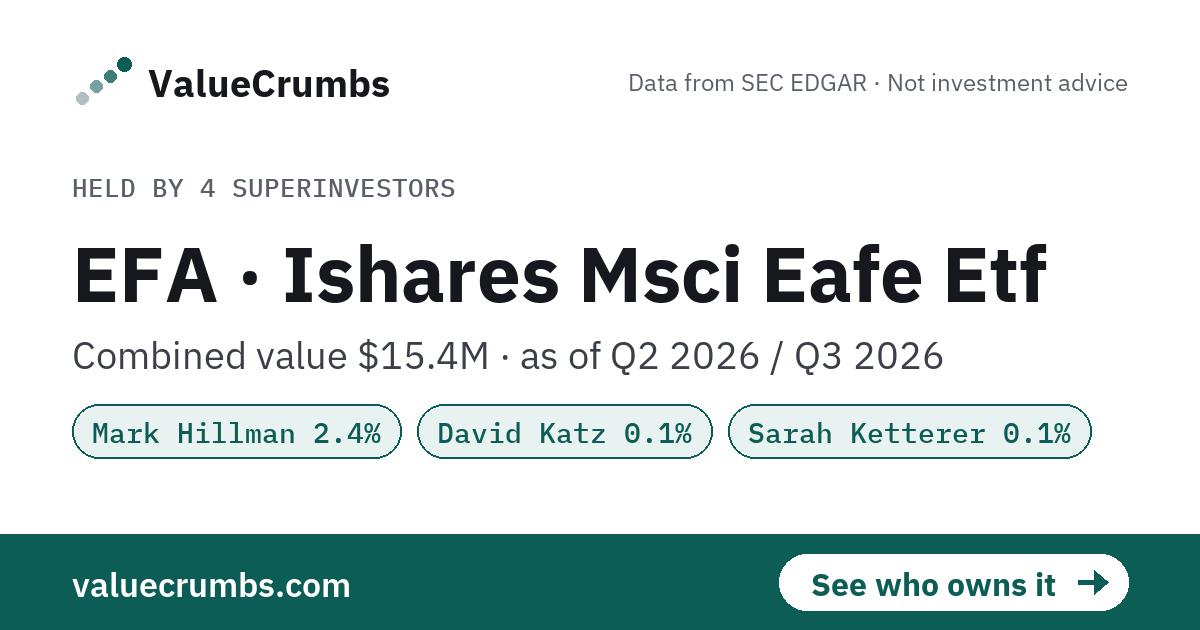 ValueCrumbs
Data from SEC EDGAR · Not investment advice
HELD BY 4 SUPERINVESTORS
EFA · Ishares Msci Eafe Etf
Combined value $15.4M · as of Q2 2026 / Q3 2026
Mark Hillman 2.4% David Katz 0.1% Sarah Ketterer 0.1%
valuecrumbs.com
See who owns it →